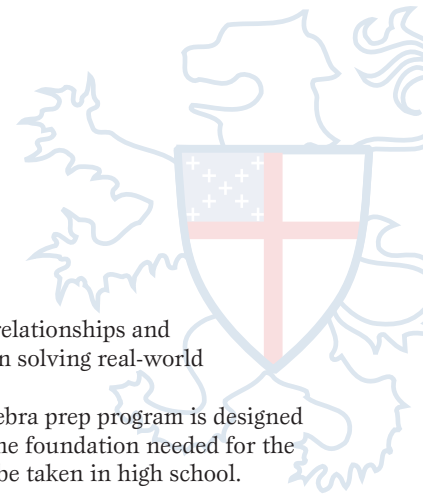 relationships and
n solving real-world
ebra prep program is designed
he foundation needed for the
be taken in high school.